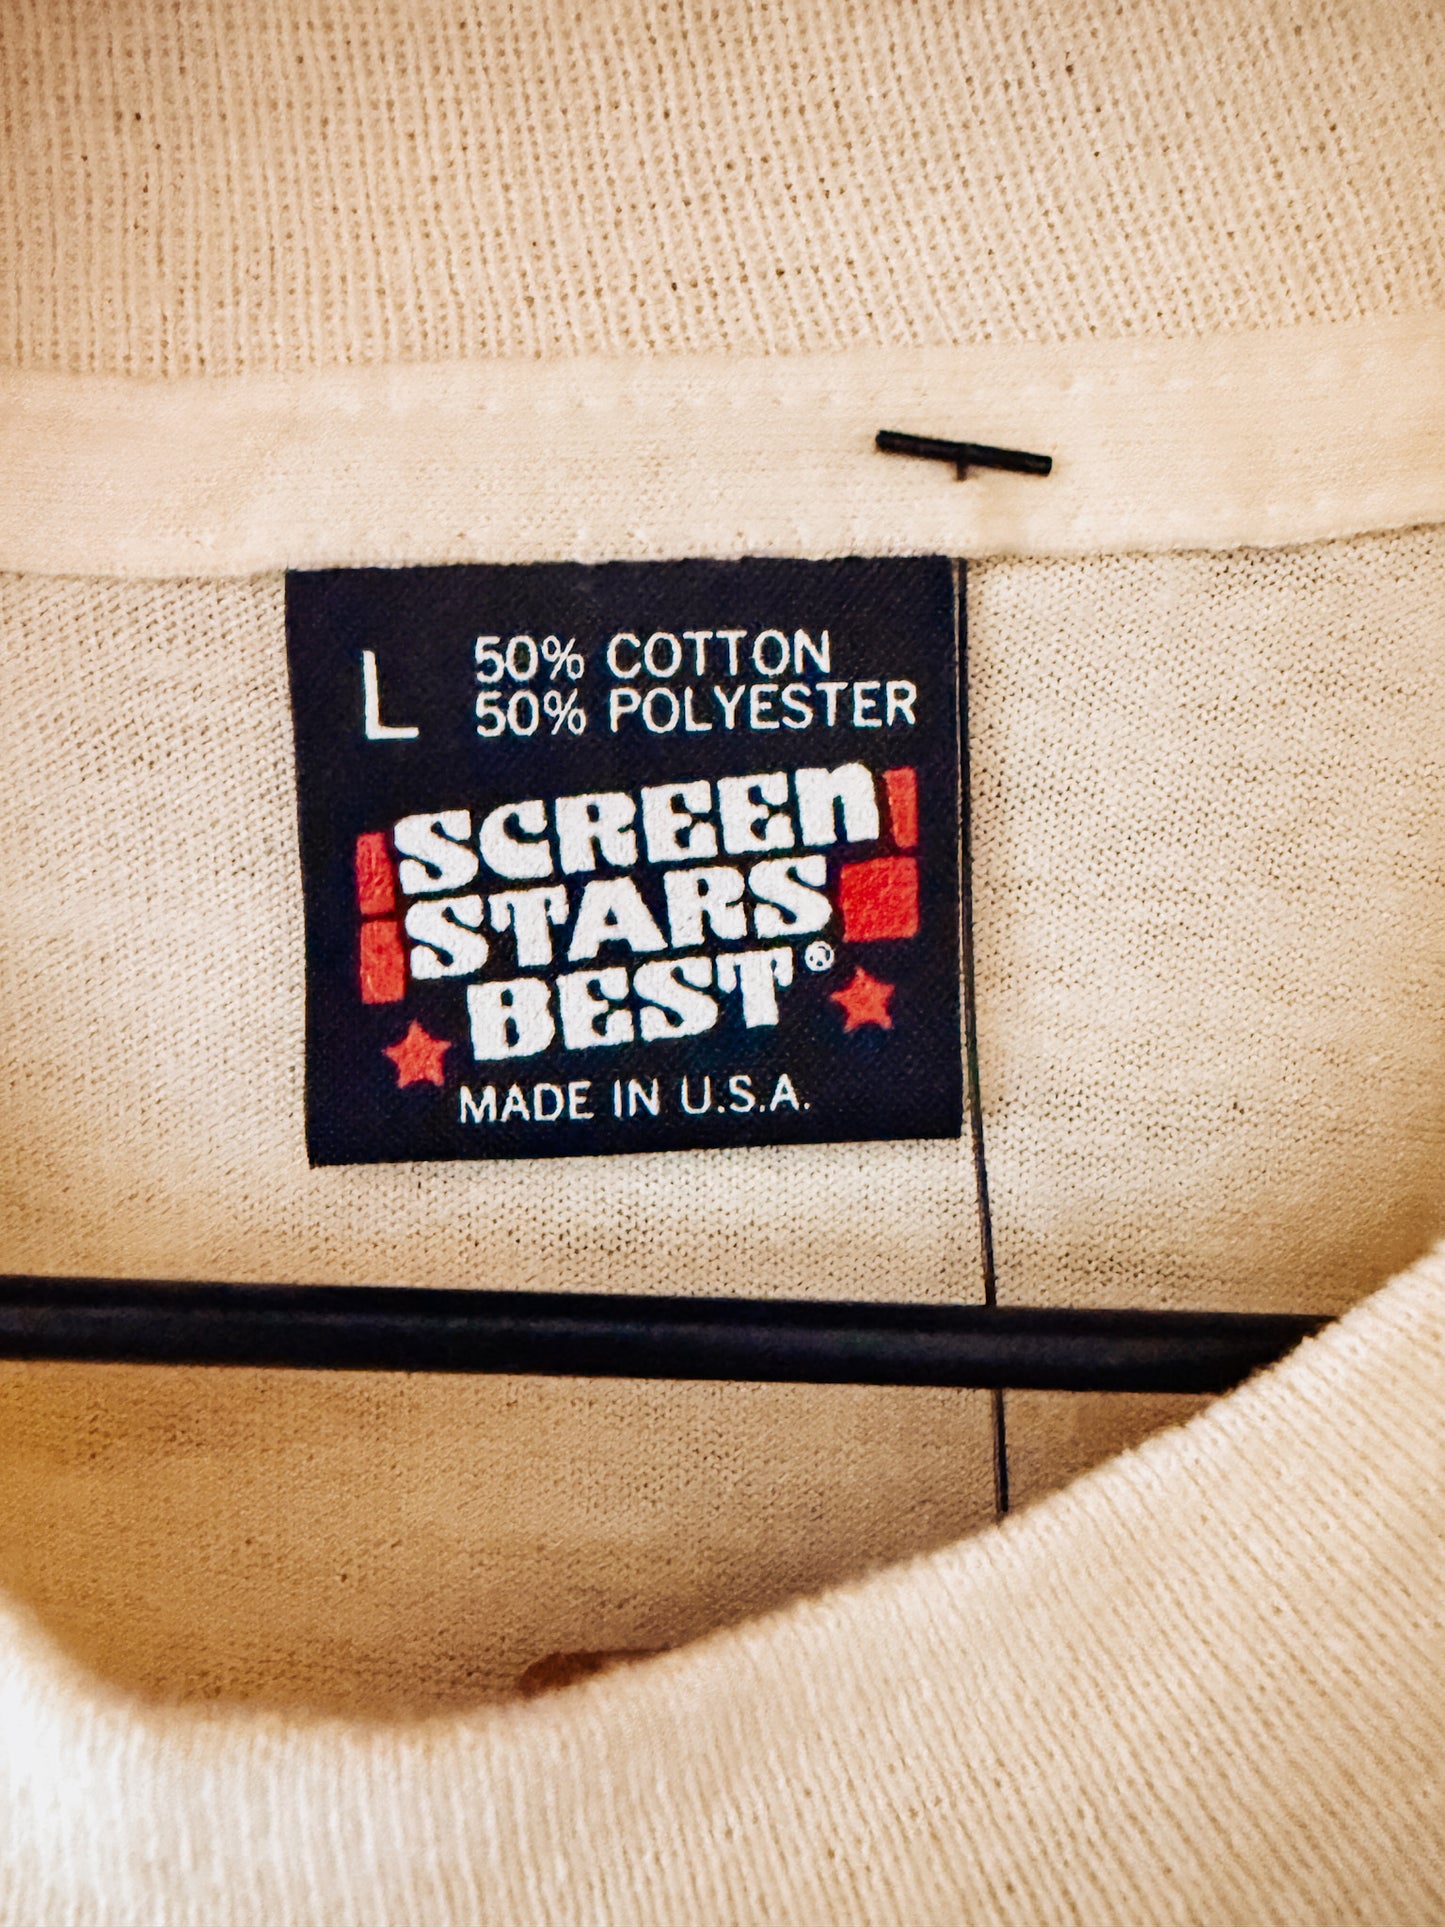 L 50% COTTON
50% POLYESTER
SCREEn
STARS
BEST®
MADE IN U.S.A.